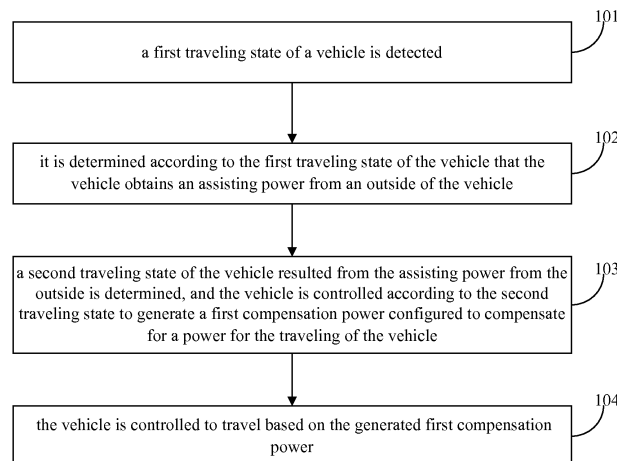 101
a first traveling state of a vehicle is detected
102
it is determined according to the first traveling state of the vehicle that the
vehicle obtains an assisting power from an outside of the vehicle
103
a second traveling state of the vehicle resulted from the assisting power from the
outside is determined, and the vehicle is controlled according to the second
traveling state to generate a first compensation power configured to compensate
for a power for the traveling of the vehicle
104
the vehicle is controlled to travel based on the generated first compensation
power